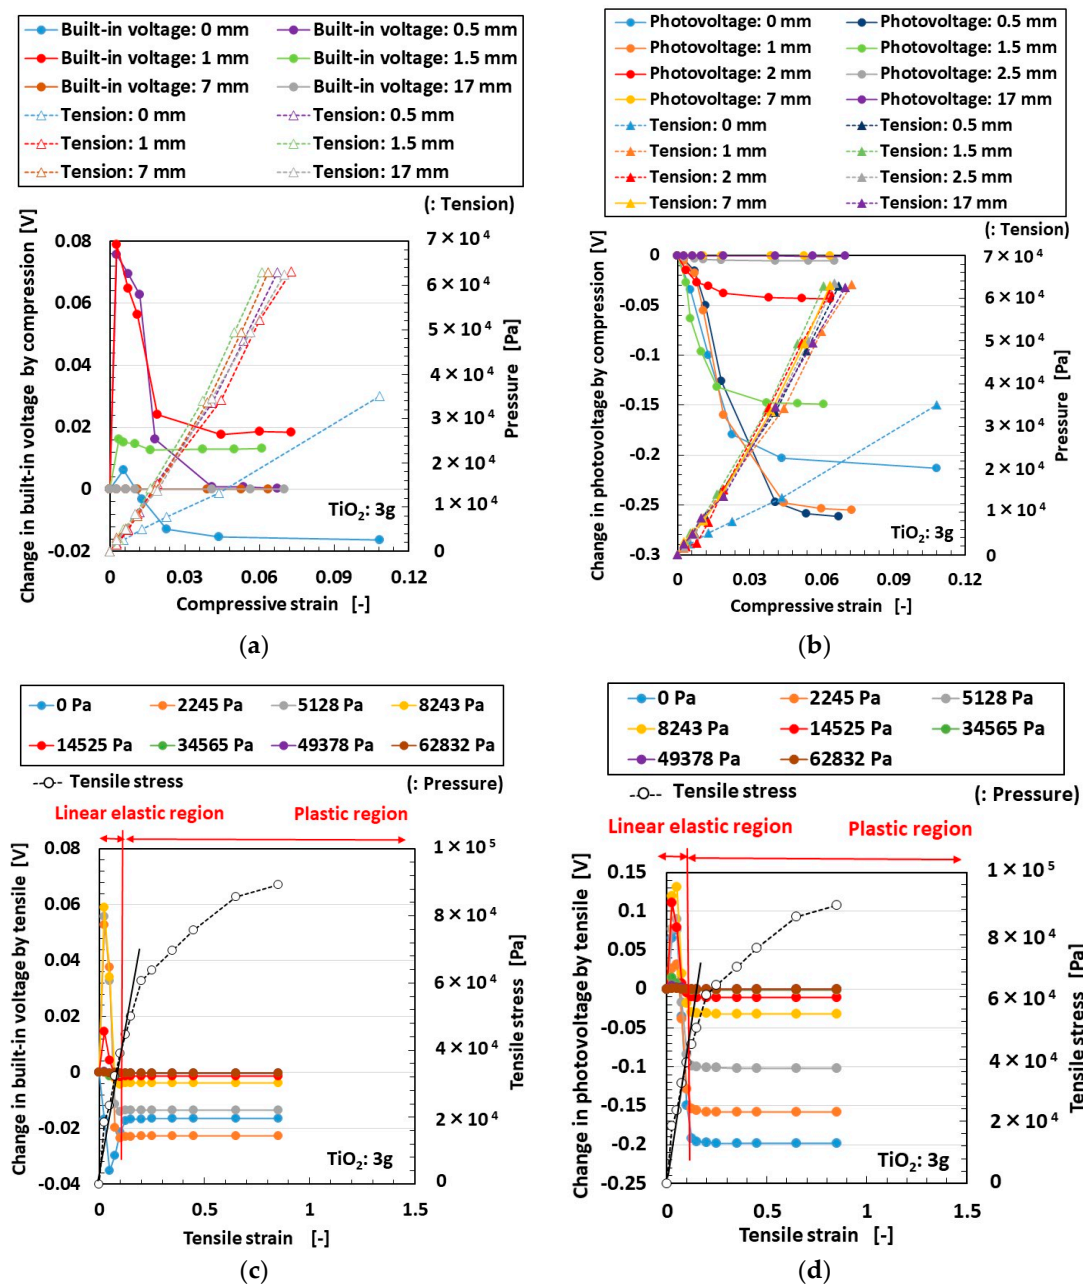 Built-in voltage: 0 mm
Built-in voltage: 0.5 mm
Built-in voltage: 1 mm
Built-in voltage: 1.5 mm
Built-in voltage: 7 mm
Built-in voltage: 17 mm
Tension: 0 mm
Tension: 0.5 mm
Tension: 1 mm
Tension: 1.5 mm
Tension: 7 mm
Tension: 17 mm
(: Tension)
Change in built-in voltage by compression [V]
0.08
0.06
0.04
0.02
0
-0.02
7 × 10⁴
6 × 10⁴
5 × 10⁴
4 × 10⁴
3 × 10⁴
2 × 10⁴
1 × 10⁴
0
Pressure [Pa]
TiO₂: 3g
0
0.03
0.06
0.09
0.12
Compressive strain [-]
(a)
Photovoltage: 0 mm
Photovoltage: 0.5 mm
Photovoltage: 1 mm
Photovoltage: 1.5 mm
Photovoltage: 2 mm
Photovoltage: 2.5 mm
Photovoltage: 7 mm
Photovoltage: 17 mm
Tension: 0 mm
Tension: 0.5 mm
Tension: 1 mm
Tension: 1.5 mm
Tension: 2 mm
Tension: 2.5 mm
Tension: 7 mm
Tension: 17 mm
(: Tension)
Change in photovoltage by compression [V]
0
-0.05
-0.1
-0.15
-0.2
-0.25
-0.3
7 × 10⁴
6 × 10⁴
5 × 10⁴
4 × 10⁴
3 × 10⁴
2 × 10⁴
1 × 10⁴
0
Pressure [Pa]
TiO₂: 3g
0
0.03
0.06
0.09
0.12
Compressive strain [-]
(b)
0 Pa
2245 Pa
5128 Pa
8243 Pa
14525 Pa
34565 Pa
49378 Pa
62832 Pa
Tensile stress
(: Pressure)
Linear elastic region
Plastic region
Change in built-in voltage by tensile [V]
0.08
0.06
0.04
0.02
0
-0.02
-0.04
1 × 10⁵
8 × 10⁴
6 × 10⁴
4 × 10⁴
2 × 10⁴
0
Tensile stress [Pa]
TiO₂: 3g
0
0.5
1
1.5
Tensile strain [-]
(c)
0 Pa
2245 Pa
5128 Pa
8243 Pa
14525 Pa
34565 Pa
49378 Pa
62832 Pa
Tensile stress
(: Pressure)
Linear elastic region
Plastic region
Change in photovoltage by tensile [V]
0.15
0.1
0.05
0
-0.05
-0.1
-0.15
-0.2
-0.25
1 × 10⁵
8 × 10⁴
6 × 10⁴
4 × 10⁴
2 × 10⁴
0
Tensile stress [Pa]
TiO₂: 3g
0
0.5
1
1.5
Tensile strain [-]
(d)